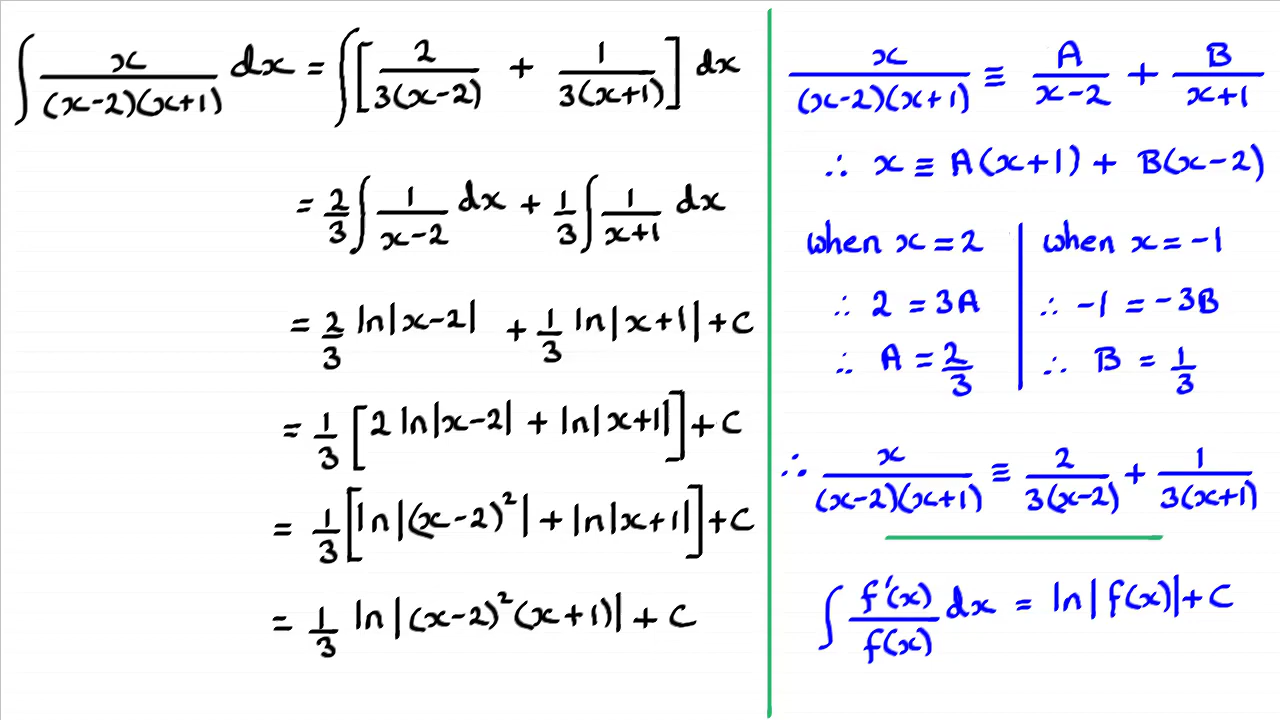 ∫ x/((x-2)(x+1)) dx = ∫ [2/(3(x-2)) + 1/(3(x+1))] dx
= 2/3 ∫ 1/(x-2) dx + 1/3 ∫ 1/(x+1) dx
= 2/3 ln|x-2| + 1/3 ln|x+1| + C
= 1/3 [2 ln|x-2| + ln|x+1|] + C
= 1/3 [ln|(x-2)²| + ln|x+1|] + C
= 1/3 ln|(x-2)²(x+1)| + C
x/((x-2)(x+1)) ≡ A/(x-2) + B/(x+1)
∴ x ≡ A(x+1) + B(x-2)
when x = 2
∴ 2 = 3A
∴ A = 2/3
when x = -1
∴ -1 = -3B
∴ B = 1/3
∴ x/((x-2)(x+1)) ≡ 2/(3(x-2)) + 1/(3(x+1))
∫ f'(x)/f(x) dx = ln|f(x)| + C